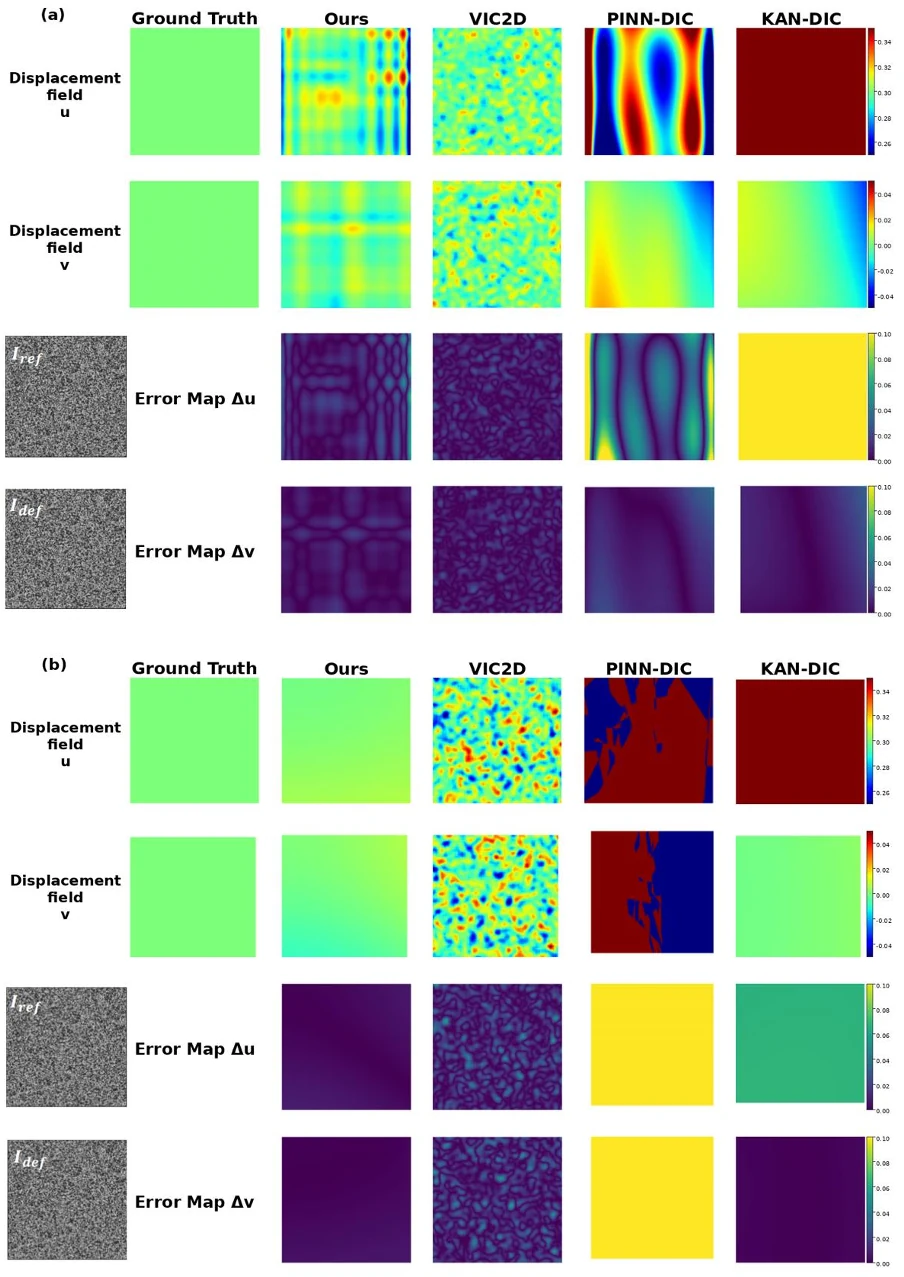 (a)
Ground Truth Ours VIC2D PINN-DIC KAN-DIC
Displacement
field
u
0.34
0.32
0.30
0.28
0.26
Displacement
field
v
0.04
0.02
0.00
-0.02
-0.04
I_ref
Error Map Δu
0.10
0.08
0.06
0.04
0.02
0.00
I_def
Error Map Δv
0.10
0.08
0.06
0.04
0.02
0.00
(b)
Ground Truth Ours VIC2D PINN-DIC KAN-DIC
Displacement
field
u
0.34
0.32
0.30
0.28
0.26
Displacement
field
v
0.04
0.02
0.00
-0.02
-0.04
I_ref
Error Map Δu
0.10
0.08
0.06
0.04
0.02
0.00
I_def
Error Map Δv
0.10
0.08
0.06
0.04
0.02
0.00